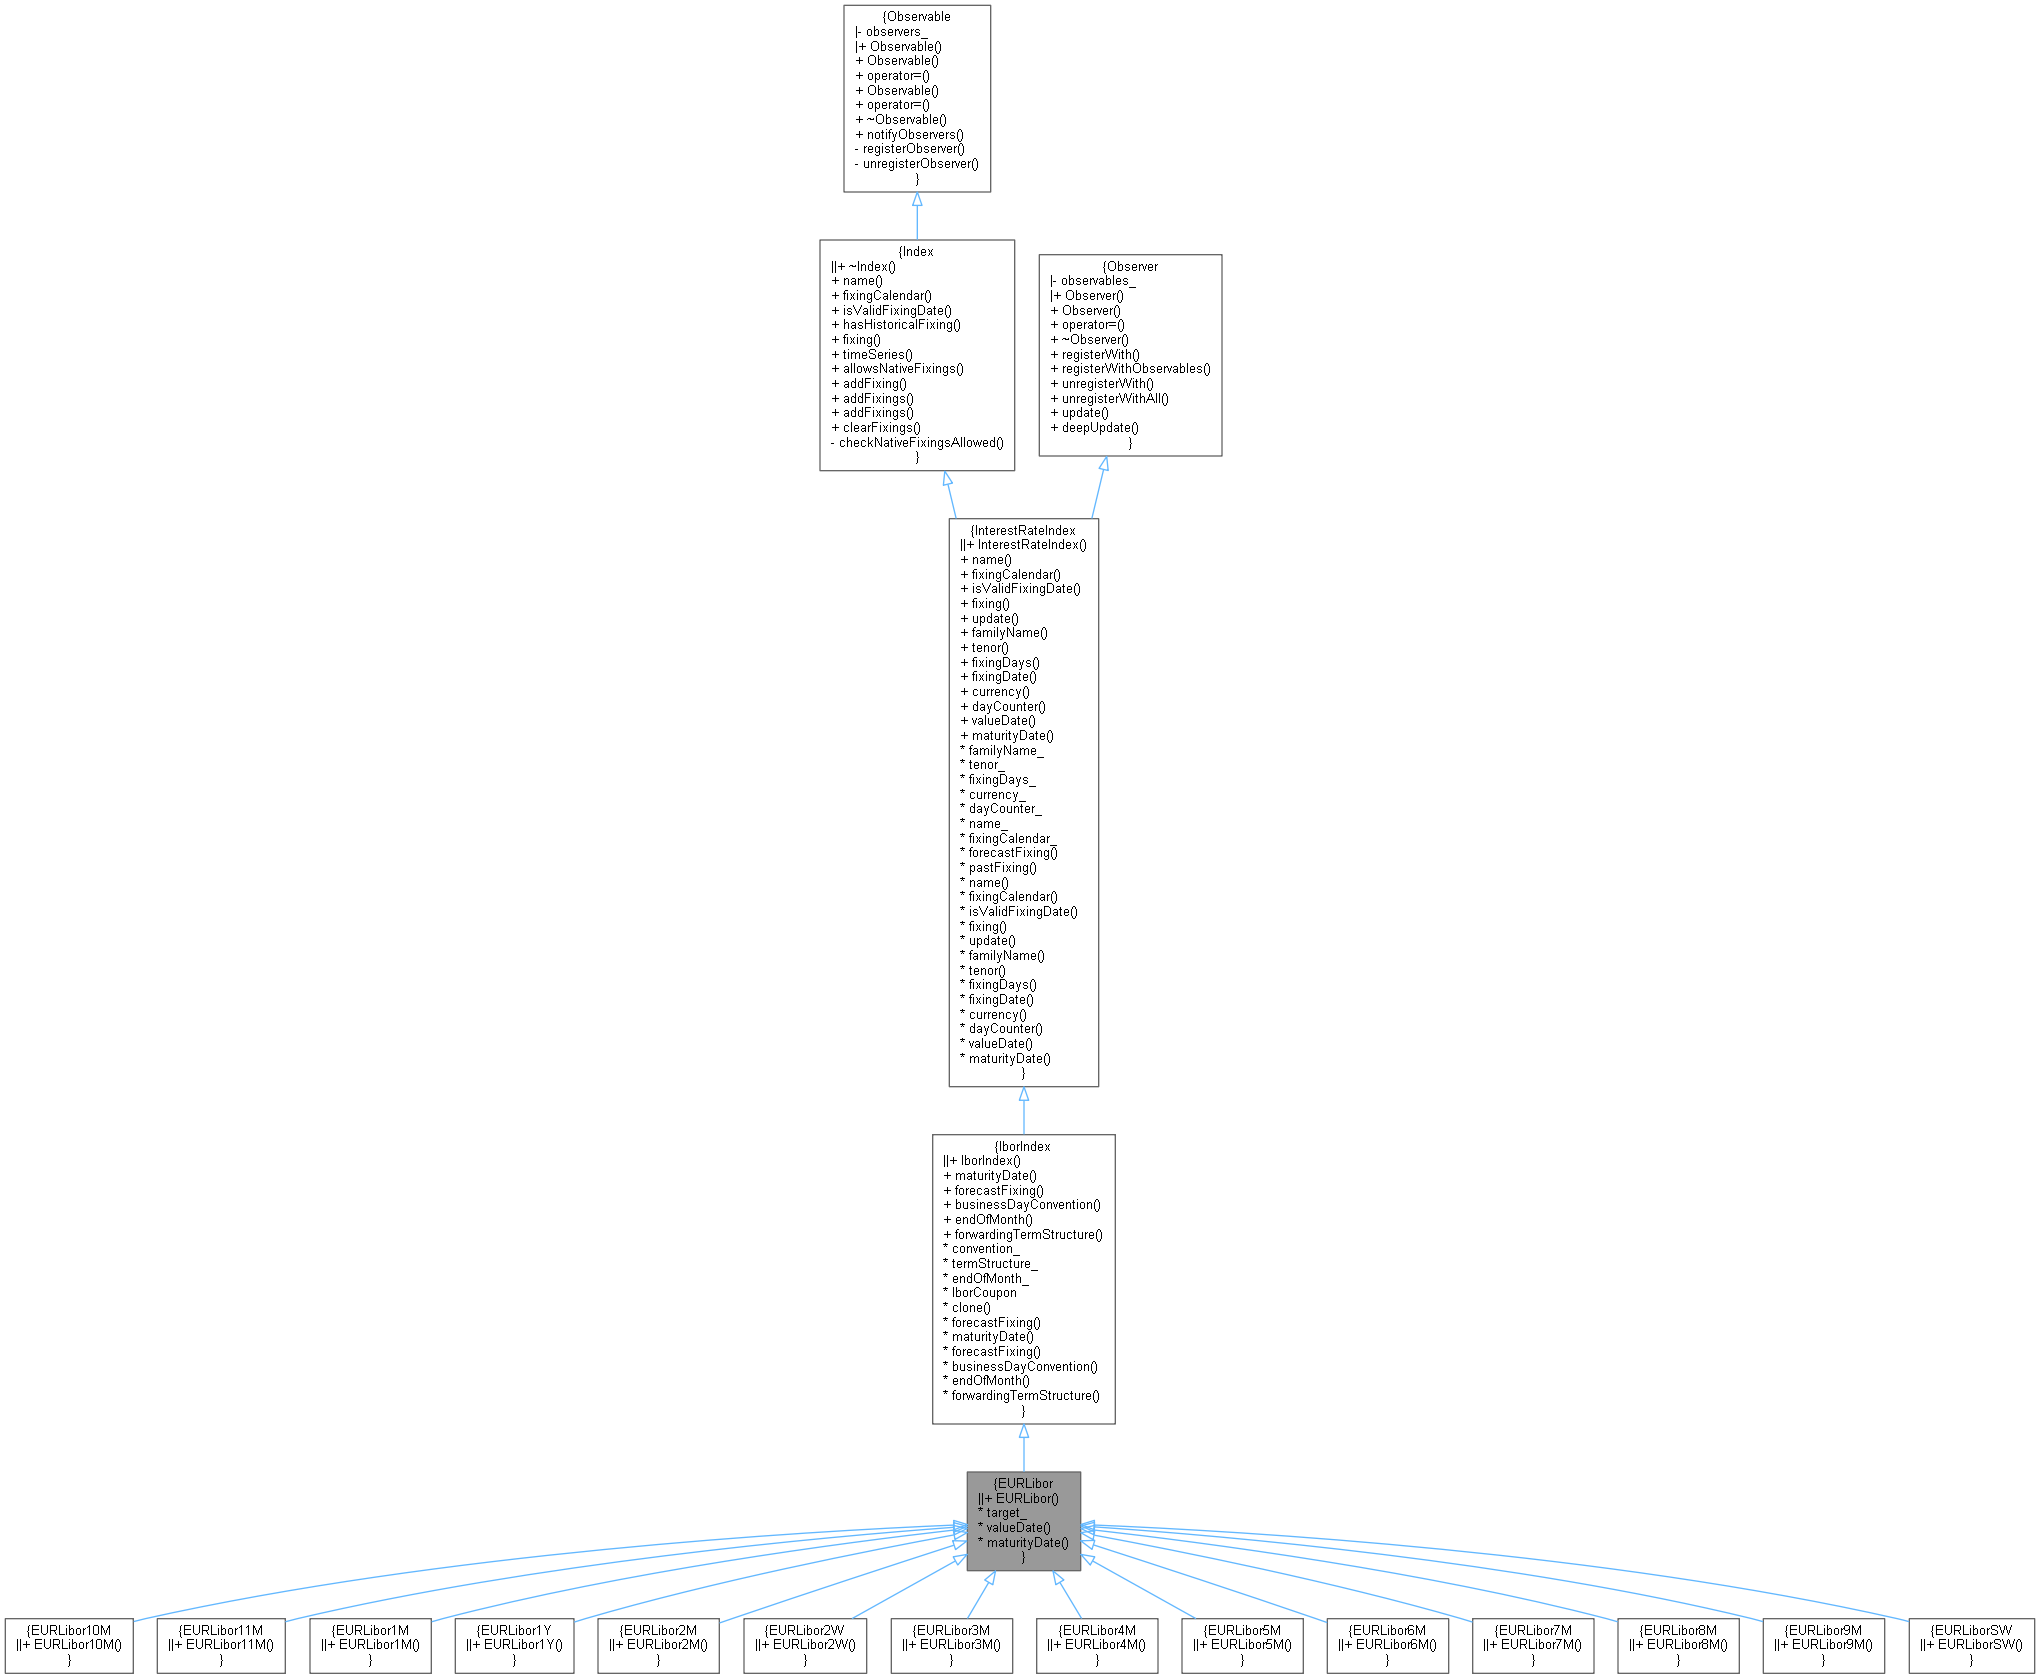 {Observable
|- observers_
|+ Observable()
+ Observable()
+ operator=()
+ Observable()
+ operator=()
+ ~Observable()
+ notifyObservers()
- registerObserver()
- unregisterObserver()
}
{Index
||+ ~Index()
+ name()
+ fixingCalendar()
+ isValidFixingDate()
+ hasHistoricalFixing()
+ fixing()
+ timeSeries()
+ allowsNativeFixings()
+ addFixing()
+ addFixings()
+ addFixings()
+ clearFixings()
- checkNativeFixingsAllowed()
}
{Observer
|- observables_
|+ Observer()
+ Observer()
+ operator=()
+ ~Observer()
+ registerWith()
+ registerWithObservables()
+ unregisterWith()
+ unregisterWithAll()
+ update()
+ deepUpdate()
}
{InterestRateIndex
||+ InterestRateIndex()
+ name()
+ fixingCalendar()
+ isValidFixingDate()
+ fixing()
+ update()
+ familyName()
+ tenor()
+ fixingDays()
+ fixingDate()
+ currency()
+ dayCounter()
+ valueDate()
+ maturityDate()
* familyName_
* tenor_
* fixingDays_
* currency_
* dayCounter_
* name_
* fixingCalendar_
* forecastFixing()
* pastFixing()
* name()
* fixingCalendar()
* isValidFixingDate()
* fixing()
* update()
* familyName()
* tenor()
* fixingDays()
* fixingDate()
* currency()
* dayCounter()
* valueDate()
* maturityDate()
}
{IborIndex
||+ IborIndex()
+ maturityDate()
+ forecastFixing()
+ businessDayConvention()
+ endOfMonth()
+ forwardingTermStructure()
* convention_
* termStructure_
* endOfMonth_
* IborCoupon
* clone()
* forecastFixing()
* maturityDate()
* forecastFixing()
* businessDayConvention()
* endOfMonth()
* forwardingTermStructure()
}
{EURLibor
||+ EURLibor()
* target_
* valueDate()
* maturityDate()
}
{EURLibor10M
||+ EURLibor10M()
}
{EURLibor11M
||+ EURLibor11M()
}
{EURLibor1M
||+ EURLibor1M()
}
{EURLibor1Y
||+ EURLibor1Y()
}
{EURLibor2M
||+ EURLibor2M()
}
{EURLibor2W
||+ EURLibor2W()
}
{EURLibor3M
||+ EURLibor3M()
}
{EURLibor4M
||+ EURLibor4M()
}
{EURLibor5M
||+ EURLibor5M()
}
{EURLibor6M
||+ EURLibor6M()
}
{EURLibor7M
||+ EURLibor7M()
}
{EURLibor8M
||+ EURLibor8M()
}
{EURLibor9M
||+ EURLibor9M()
}
{EURLiborSW
||+ EURLiborSW()
}